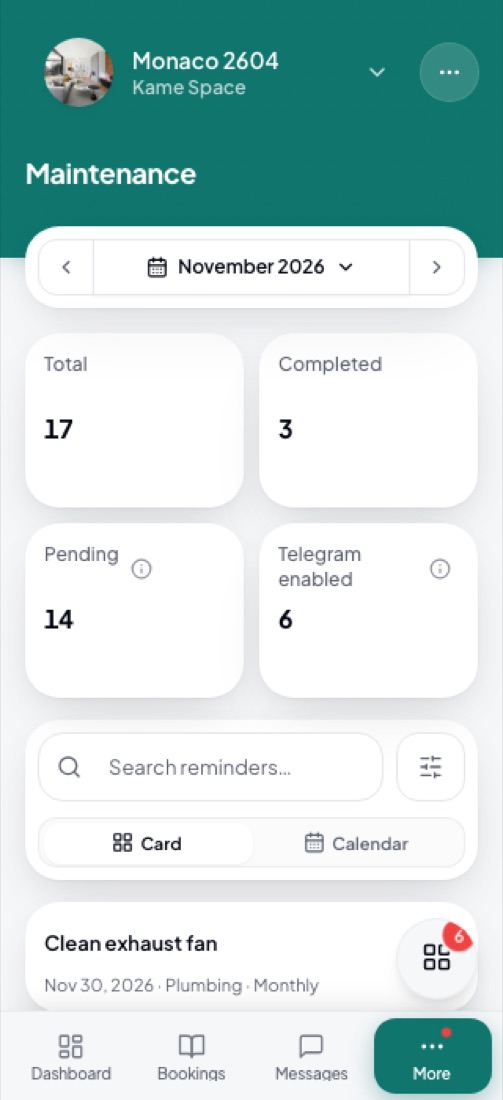 Monaco 2604
Kame Space
Maintenance
November 2026
Total
17
Completed
3
Pending
14
Telegram
enabled
6
Search reminders...
Card
Calendar
Clean exhaust fan
6
Nov 30, 2026 · Plumbing · Monthly
Dashboard
Bookings
Messages
More